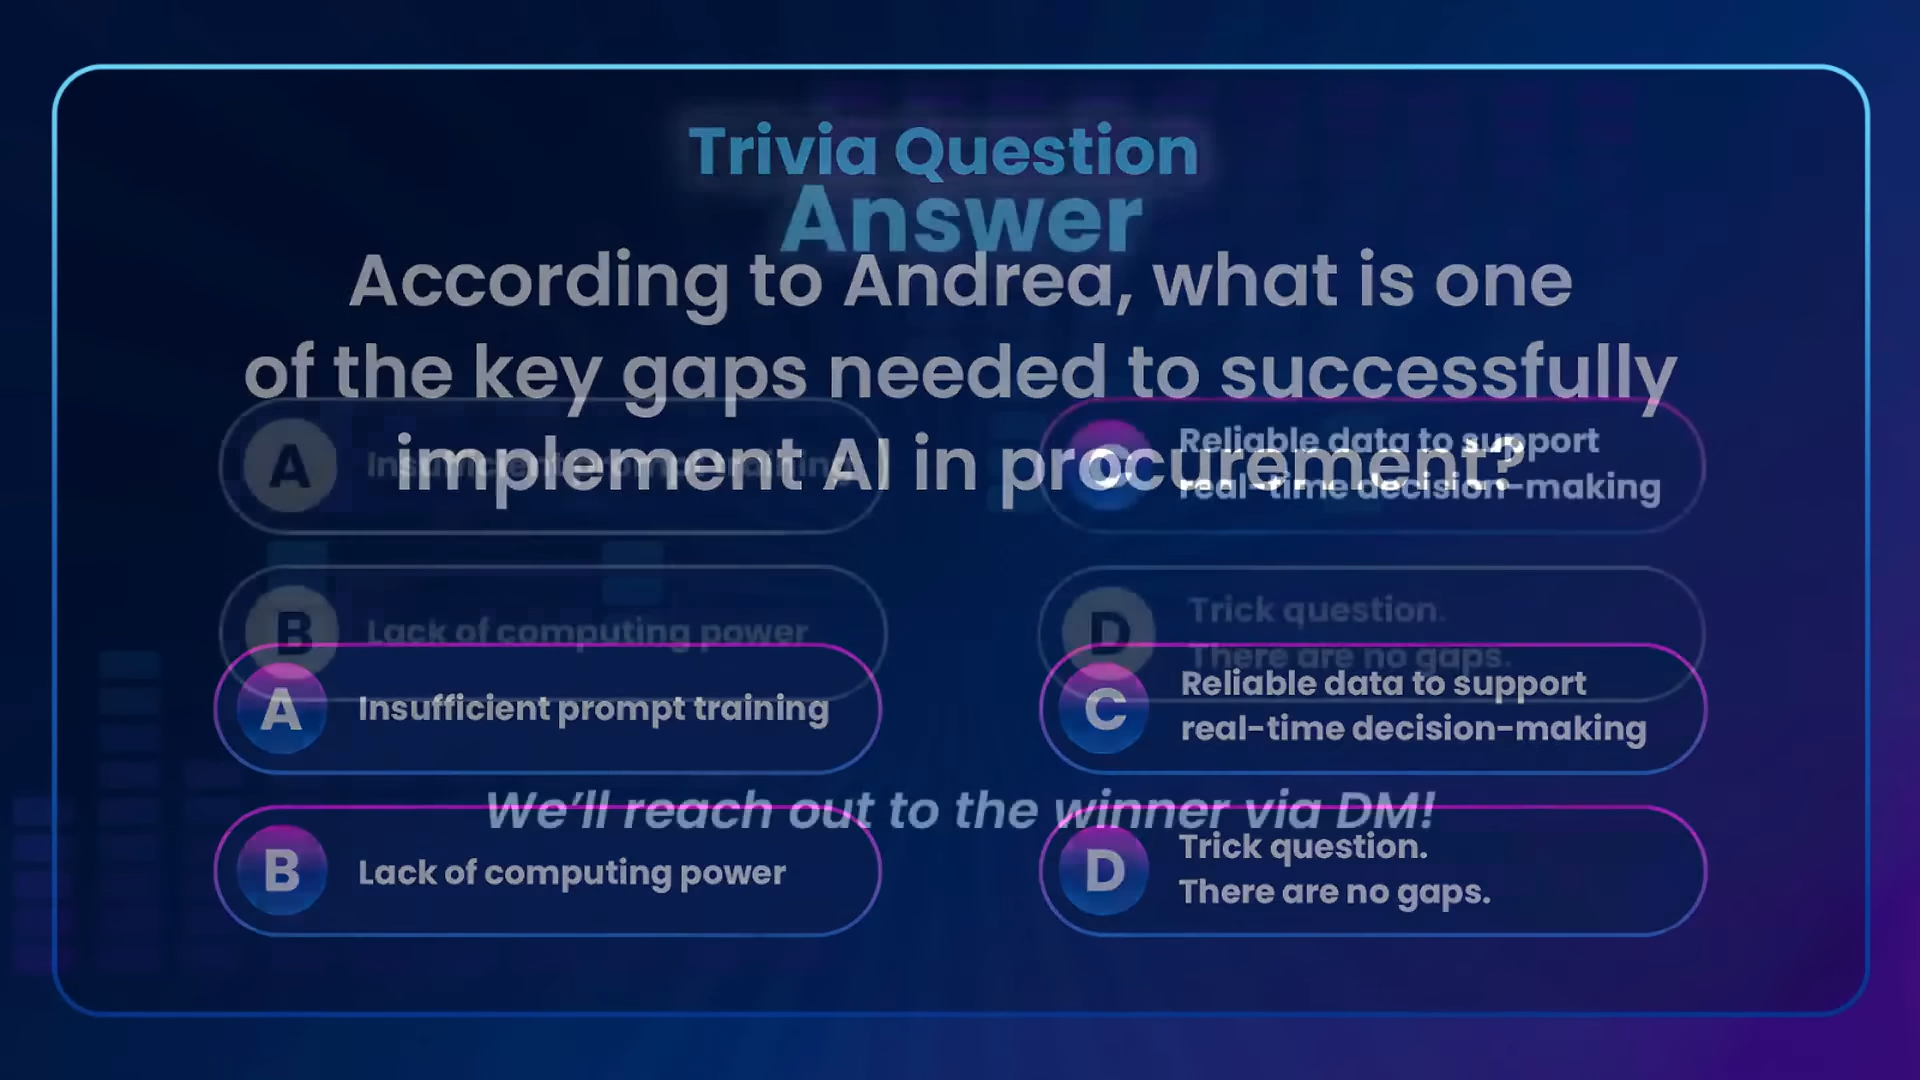 Trivia Question
Answer
According to Andrea, what is one
of the key gaps needed to successfully
implement AI in procurement?
A Insufficient prompt training
C Reliable data to support
real-time decision-making
B Lack of computing power
D Trick question.
There are no gaps.
A Insufficient prompt training
C Reliable data to support
real-time decision-making
We'll reach out to the winner via DM!
B Lack of computing power
D Trick question.
There are no gaps.